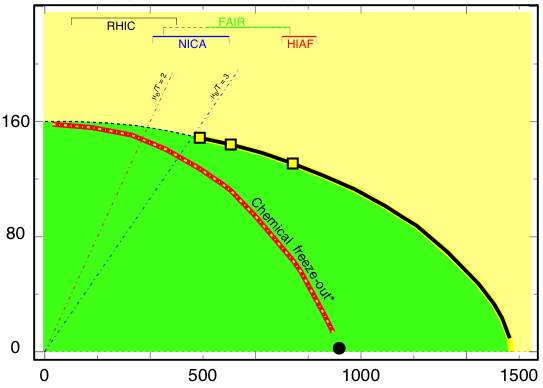 FAIR
RHIC
NICA
HIAF
μB/T = 2
μB/T = 3
160
80
0
Chemical freeze-out*
0
500
1000
1500